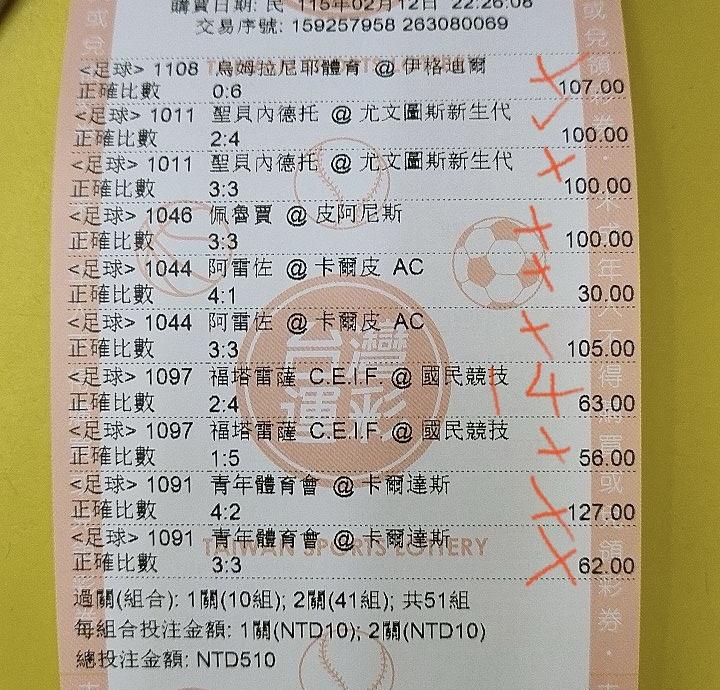 購買日期: 民 115年02月12日 22:26:08
交易序號: 159257958 263080069
<足球> 1108 烏姆拉尼耶體育 @ 伊格迪爾
正確比數 0:6 107.00
<足球> 1011 聖貝內德托 @ 尤文圖斯新生代
正確比數 2:4 100.00
<足球> 1011 聖貝內德托 @ 尤文圖斯新生代
正確比數 3:3 100.00
<足球> 1046 佩魯賈 @ 皮阿尼斯
正確比數 3:3 100.00
<足球> 1044 阿雷佐 @ 卡爾皮 AC
正確比數 4:1 30.00
<足球> 1044 阿雷佐 @ 卡爾皮 AC
正確比數 3:3 105.00
<足球> 1097 福塔雷薩 C.E.I.F. @ 國民競技 14
正確比數 2:4 63.00
<足球> 1097 福塔雷薩 C.E.I.F. @ 國民競技
正確比數 1:5 56.00
<足球> 1091 青年體育會 @ 卡爾達斯
正確比數 4:2 127.00
<足球> 1091 青年體育會 @ 卡爾達斯
TAIWAN SPORTS LOTTERY
正確比數 3:3 62.00
過關(組合): 1關(10組); 2關(41組); 共51組
每組合投注金額: 1關(NTD10); 2關(NTD10)
總投注金額: NTD510
台灣
運彩